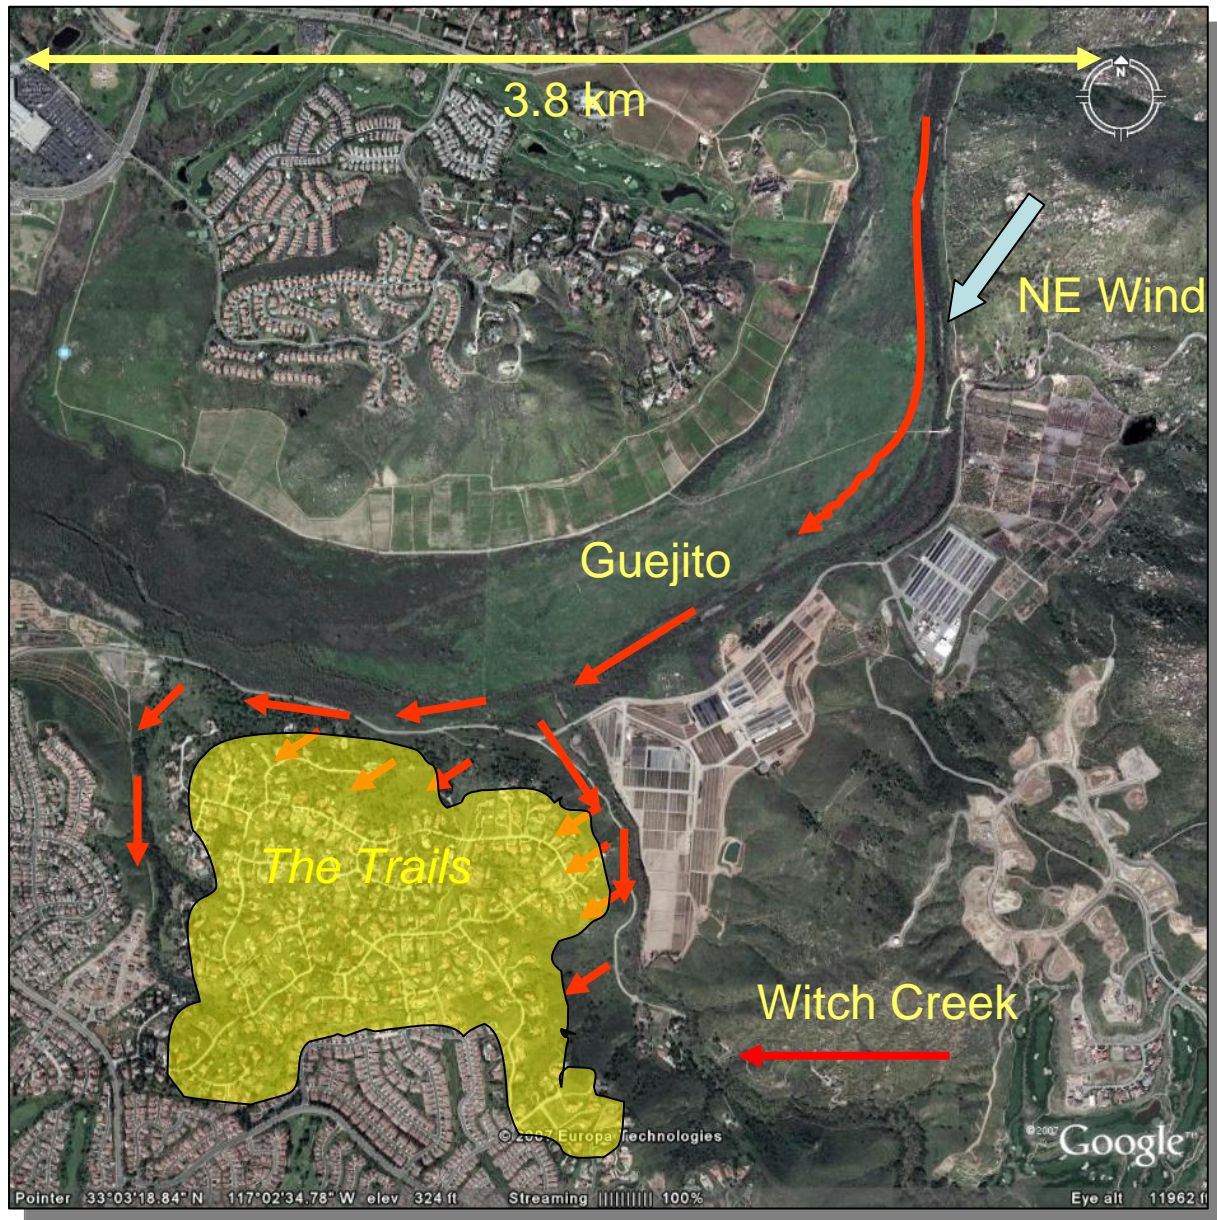 3.8 km
N
NE Wind
Guejito
The Trails
Witch Creek
©2007 Europa Technologies
©2007 Google™
Pointer 33°03'18.84" N 117°02'34.78" W elev 324 ft Streaming |||||||||| 100% Eye alt 11962 ft